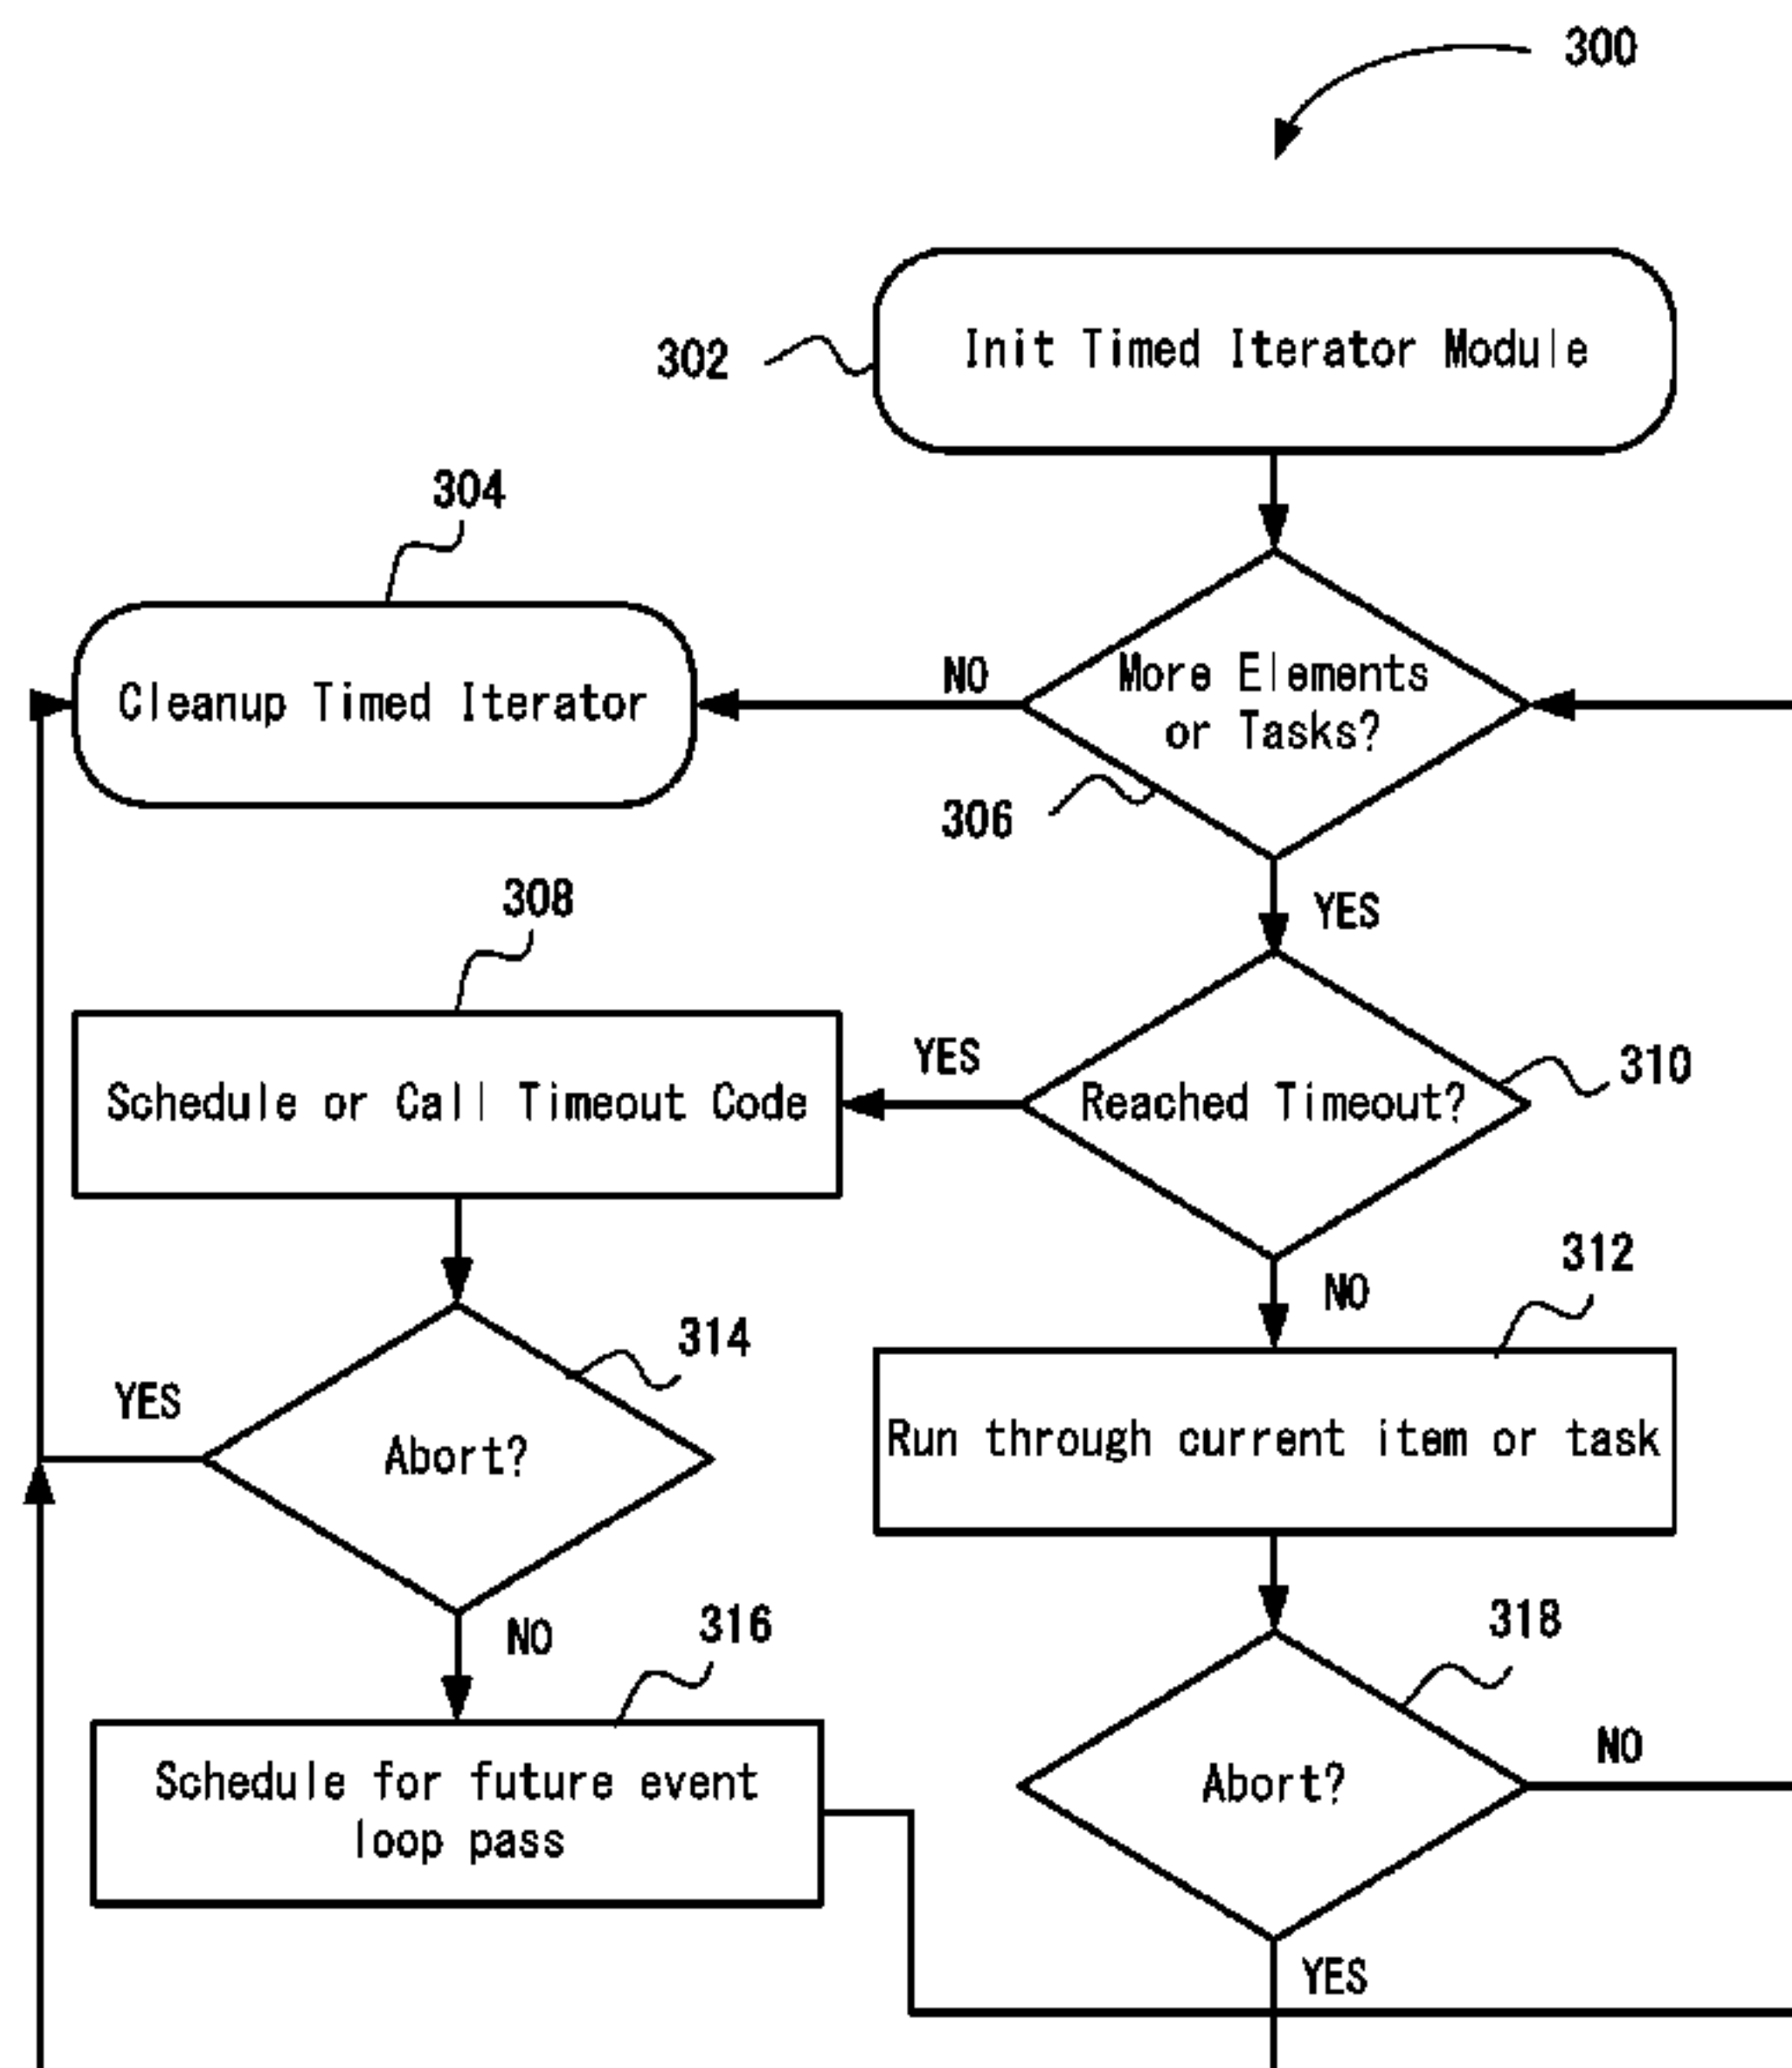 300
302
Init Timed Iterator Module
304
Cleanup Timed Iterator
NO
More Elements
or Tasks?
306
YES
308
Schedule or Call Timeout Code
YES
Reached Timeout?
310
NO
312
Run through current item or task
314
YES
Abort?
NO
316
Schedule for future event
loop pass
318
Abort?
NO
YES